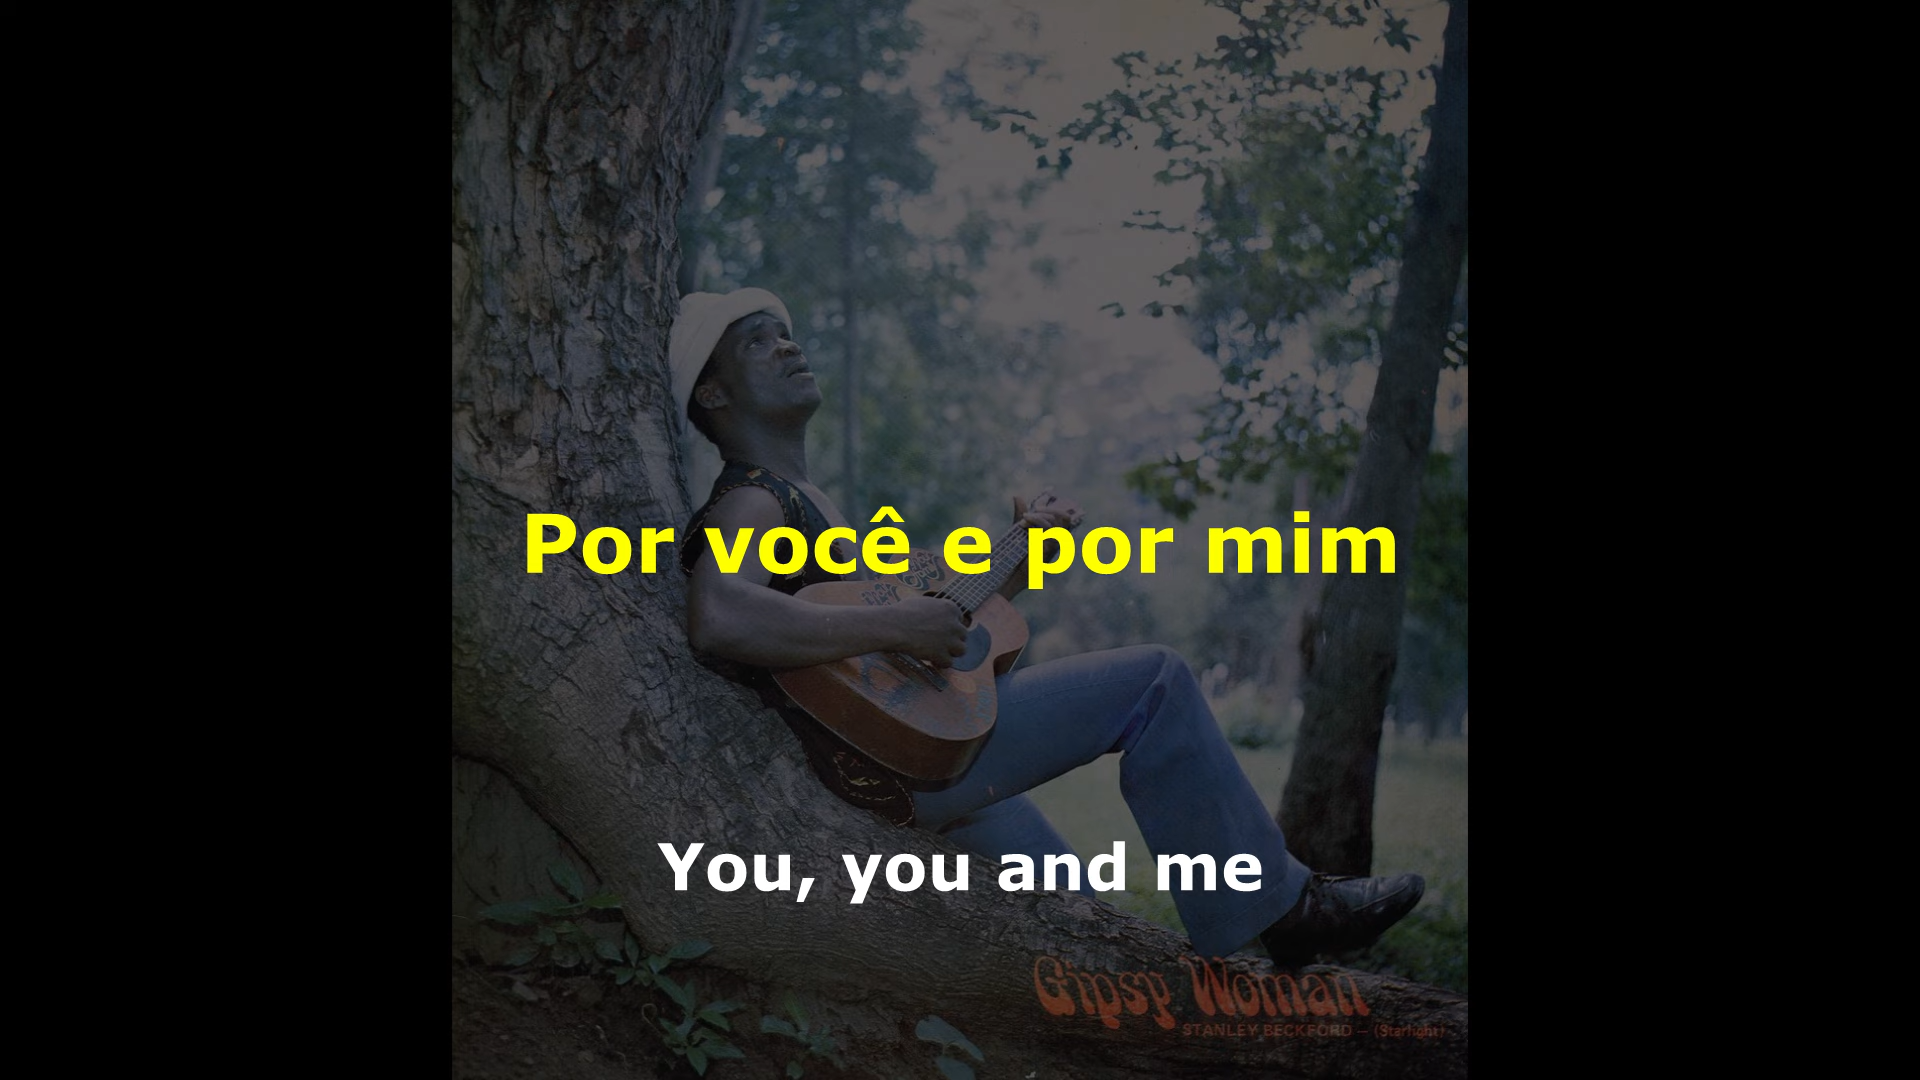 Por você e por mim
You, you and me
Gipsy Woman
STANLEY BECKFORD – (Starlight)